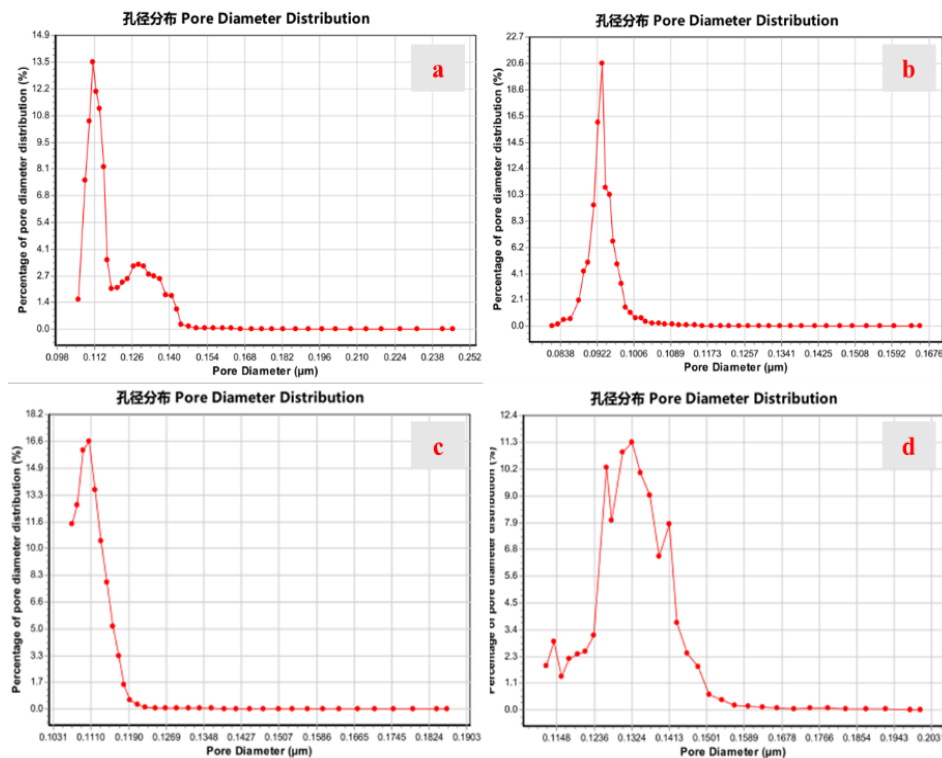 孔径分布 Pore Diameter Distribution
a
Percentage of pore diameter distribution (%)
14.9
13.5
12.2
10.8
9.5
8.1
6.8
5.4
4.1
2.7
1.4
0.0
0.098 0.112 0.126 0.140 0.154 0.168 0.182 0.196 0.210 0.224 0.238 0.252
Pore Diameter (μm)
孔径分布 Pore Diameter Distribution
b
Percentage of pore diameter distribution (%)
22.7
20.6
18.6
16.5
14.4
12.4
10.3
8.3
6.2
4.1
2.1
0.0
0.0838 0.0922 0.1006 0.1089 0.1173 0.1257 0.1341 0.1425 0.1508 0.1592 0.1676
Pore Diameter (μm)
孔径分布 Pore Diameter Distribution
c
Percentage of pore diameter distribution (%)
18.2
16.6
14.9
13.3
11.6
10.0
8.3
6.6
5.0
3.3
1.7
0.0
0.1031 0.1110 0.1190 0.1269 0.1348 0.1427 0.1507 0.1586 0.1665 0.1745 0.1824 0.1903
Pore Diameter (μm)
孔径分布 Pore Diameter Distribution
d
Percentage of pore diameter distribution (%)
12.4
11.3
10.2
9.0
7.9
6.8
5.6
4.5
3.4
2.3
1.1
0.0
0.1148 0.1236 0.1324 0.1413 0.1501 0.1589 0.1678 0.1766 0.1854 0.1943 0.2031
Pore Diameter (μm)